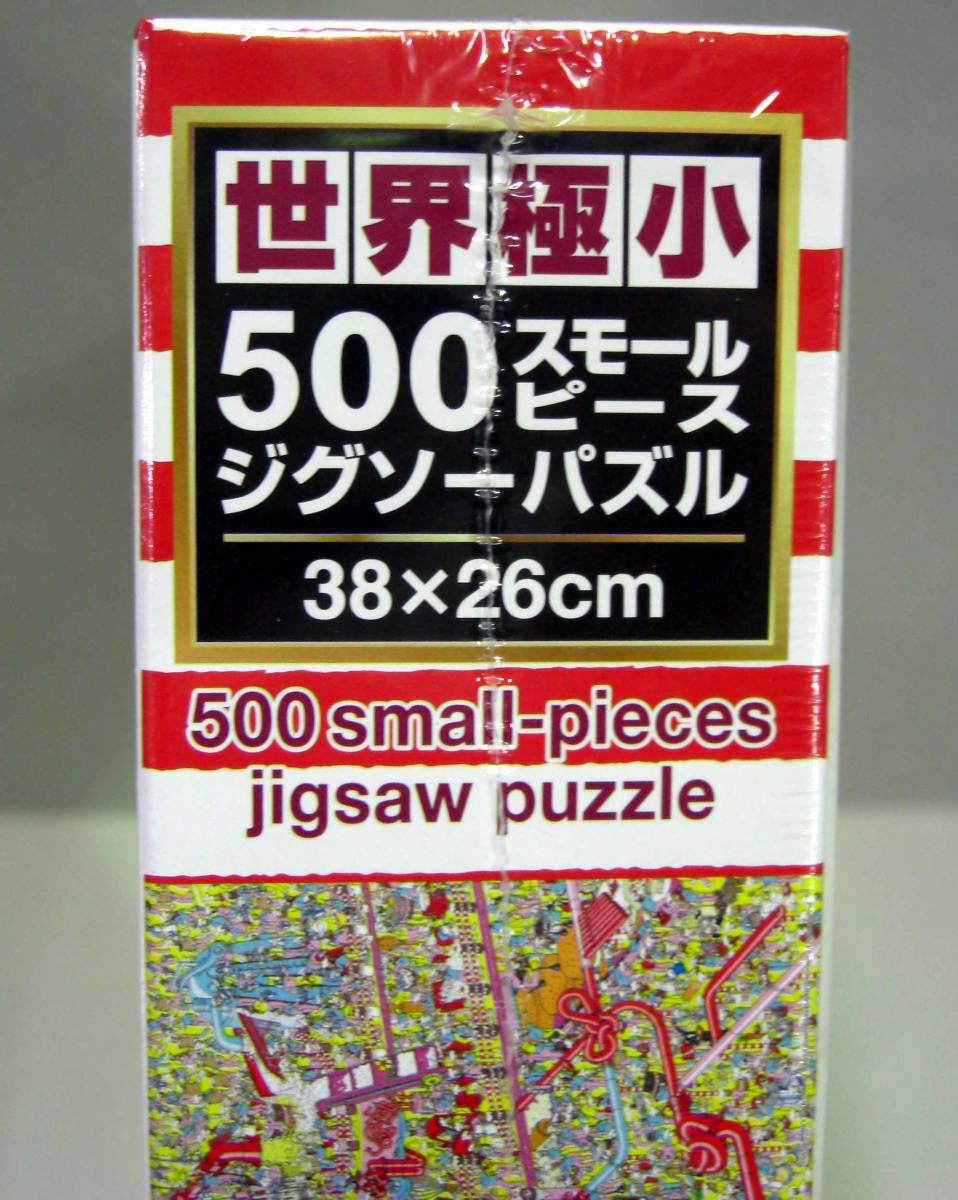 世界極小
500スモール
ピース
ジグソーパズル
38×26cm
500 small-pieces
jigsaw puzzle